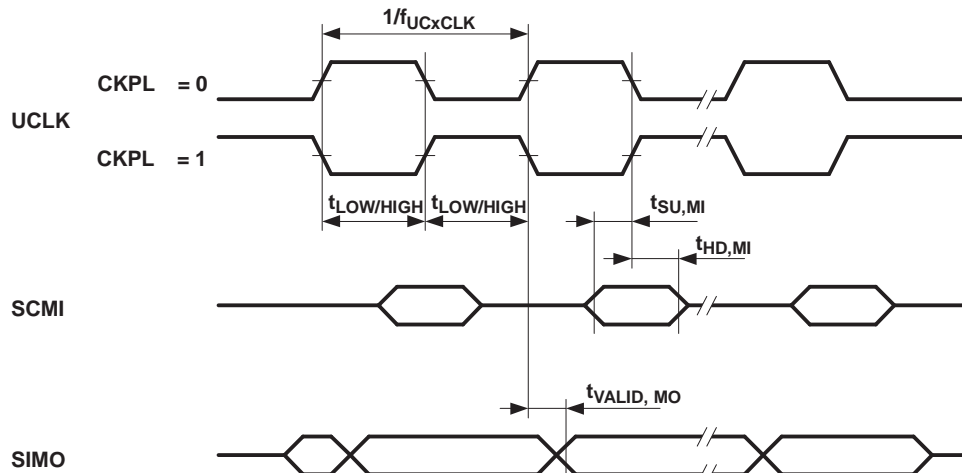 1/fUCxCLK
CKPL = 0
UCLK
CKPL = 1
tLOW/HIGH tLOW/HIGH tSU,MI
tHD,MI
SCMI
tVALID, MO
SIMO